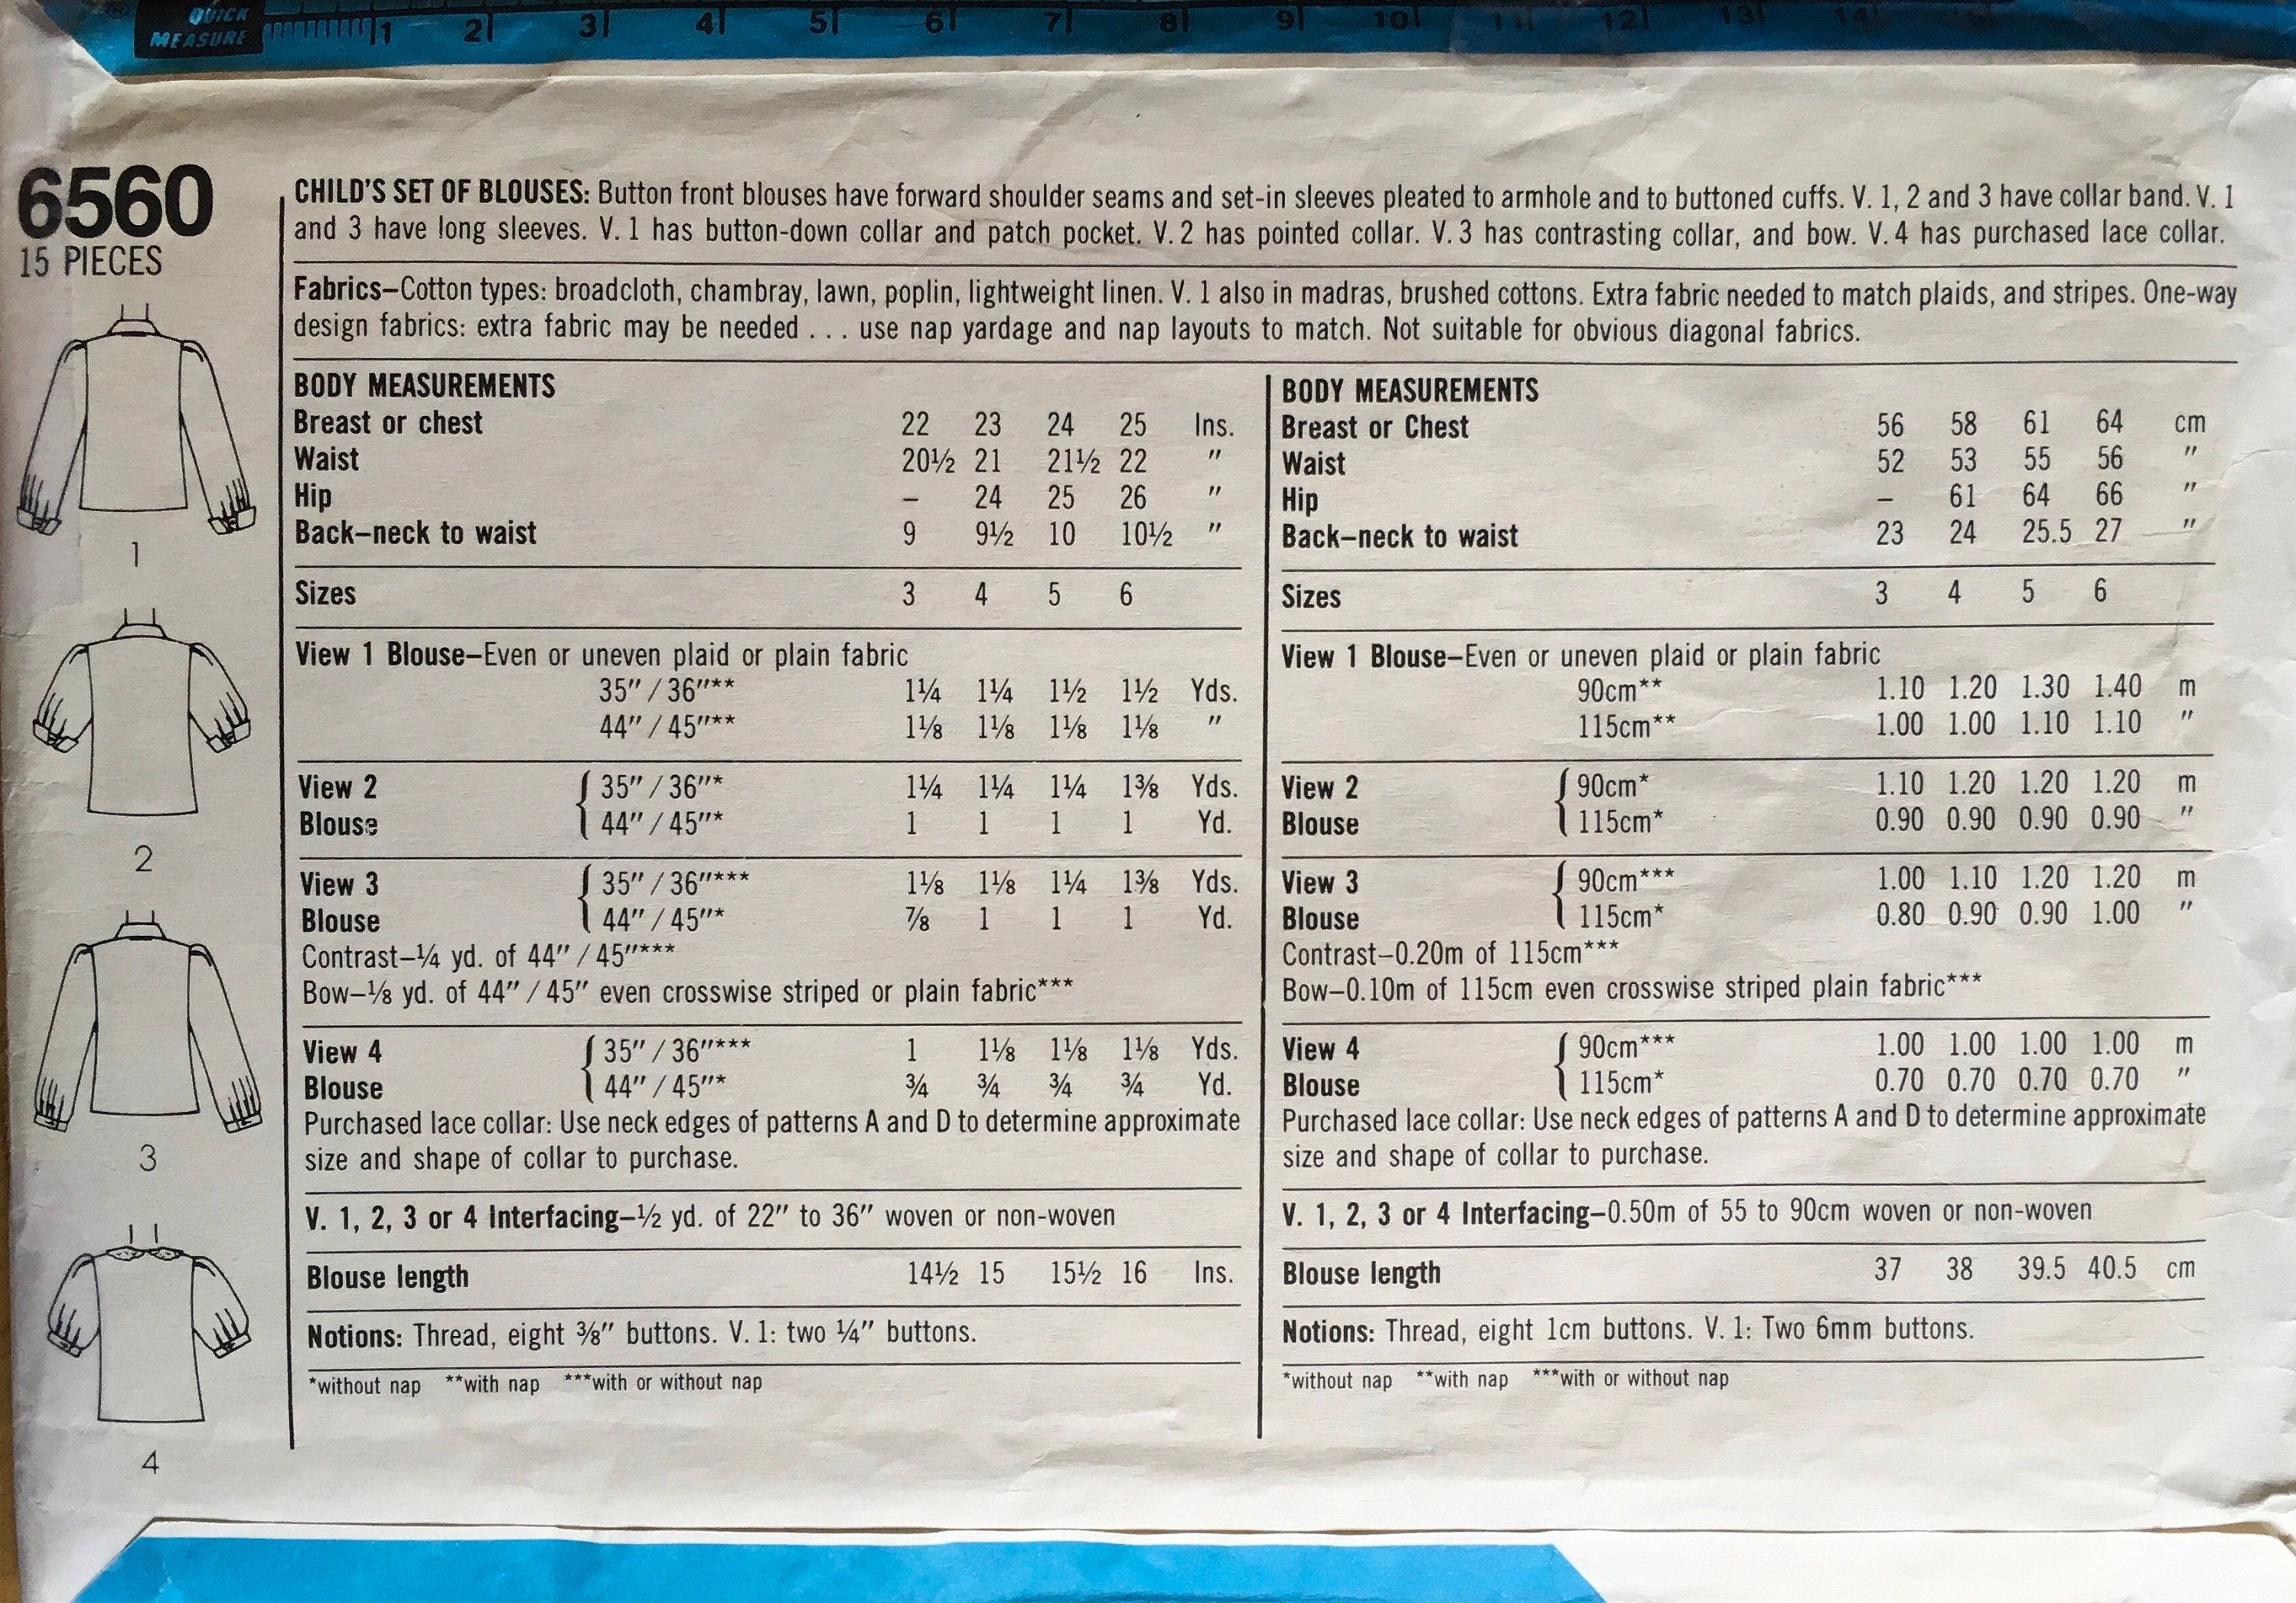 QUICK
MEASURE
1 2 3 4 5 6 7 8 9 10 11 12 13 14 15
6560
15 PIECES
1
2
3
4
CHILD'S SET OF BLOUSES: Button front blouses have forward shoulder seams and set-in sleeves pleated to armhole and to buttoned cuffs. V. 1, 2 and 3 have collar band. V. 1
and 3 have long sleeves. V. 1 has button-down collar and patch pocket. V. 2 has pointed collar. V. 3 has contrasting collar, and bow. V. 4 has purchased lace collar.
Fabrics–Cotton types: broadcloth, chambray, lawn, poplin, lightweight linen. V. 1 also in madras, brushed cottons. Extra fabric needed to match plaids, and stripes. One-way
design fabrics: extra fabric may be needed . . . use nap yardage and nap layouts to match. Not suitable for obvious diagonal fabrics.
BODY MEASUREMENTS
Breast or chest 22 23 24 25 Ins.
Waist 20½ 21 21½ 22 "
Hip – 24 25 26 "
Back–neck to waist 9 9½ 10 10½ "
Sizes 3 4 5 6
View 1 Blouse–Even or uneven plaid or plain fabric
35" / 36"** 1¼ 1¼ 1½ 1½ Yds.
44" / 45"** 1⅛ 1⅛ 1⅛ 1⅛ "
View 2 35" / 36"* 1¼ 1¼ 1¼ 1⅜ Yds.
Blouse 44" / 45"* 1 1 1 1 Yd.
View 3 35" / 36"*** 1⅛ 1⅛ 1¼ 1⅜ Yds.
Blouse 44" / 45"* ⅞ 1 1 1 Yd.
Contrast–¼ yd. of 44" / 45"***
Bow–⅛ yd. of 44" / 45" even crosswise striped or plain fabric***
View 4 35" / 36"*** 1 1⅛ 1⅛ 1⅛ Yds.
Blouse 44" / 45"* ¾ ¾ ¾ ¾ Yd.
Purchased lace collar: Use neck edges of patterns A and D to determine approximate
size and shape of collar to purchase.
V. 1, 2, 3 or 4 Interfacing–½ yd. of 22" to 36" woven or non-woven
Blouse length 14½ 15 15½ 16 Ins.
Notions: Thread, eight ⅜" buttons. V. 1: two ¼" buttons.
*without nap **with nap ***with or without nap
BODY MEASUREMENTS
Breast or Chest 56 58 61 64 cm
Waist 52 53 55 56 "
Hip – 61 64 66 "
Back–neck to waist 23 24 25.5 27 "
Sizes 3 4 5 6
View 1 Blouse–Even or uneven plaid or plain fabric
90cm** 1.10 1.20 1.30 1.40 m
115cm** 1.00 1.00 1.10 1.10 "
View 2 90cm* 1.10 1.20 1.20 1.20 m
Blouse 115cm* 0.90 0.90 0.90 0.90 "
View 3 90cm*** 1.00 1.10 1.20 1.20 m
Blouse 115cm* 0.80 0.90 0.90 1.00 "
Contrast–0.20m of 115cm***
Bow–0.10m of 115cm even crosswise striped plain fabric***
View 4 90cm*** 1.00 1.00 1.00 1.00 m
Blouse 115cm* 0.70 0.70 0.70 0.70 "
Purchased lace collar: Use neck edges of patterns A and D to determine approximate
size and shape of collar to purchase.
V. 1, 2, 3 or 4 Interfacing–0.50m of 55 to 90cm woven or non-woven
Blouse length 37 38 39.5 40.5 cm
Notions: Thread, eight 1cm buttons. V. 1: Two 6mm buttons.
*without nap **with nap ***with or without nap